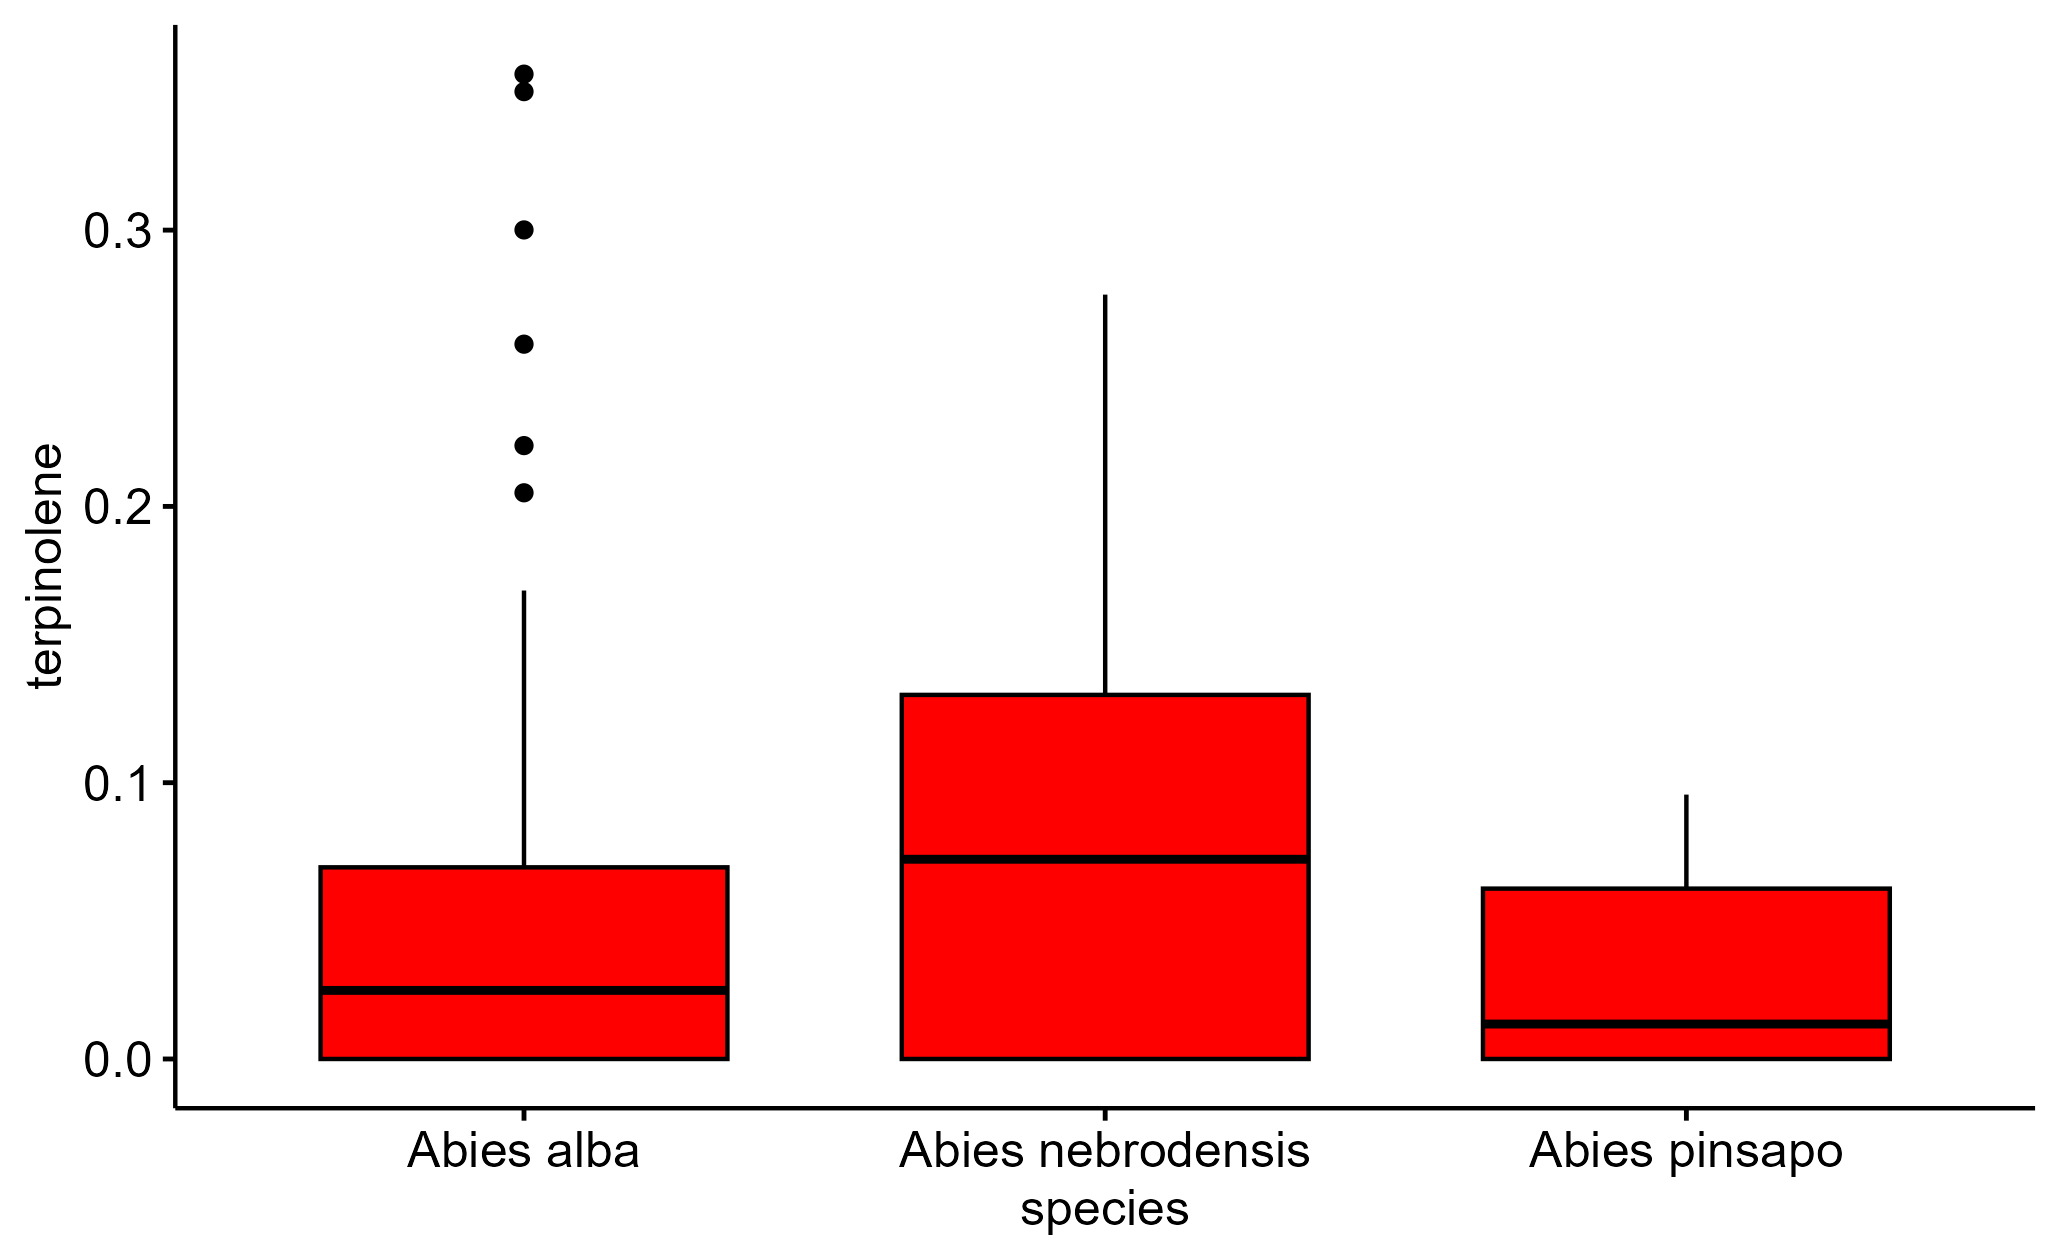 terpinolene
0.3
0.2
0.1
0.0
Abies alba
Abies nebrodensis
Abies pinsapo
species